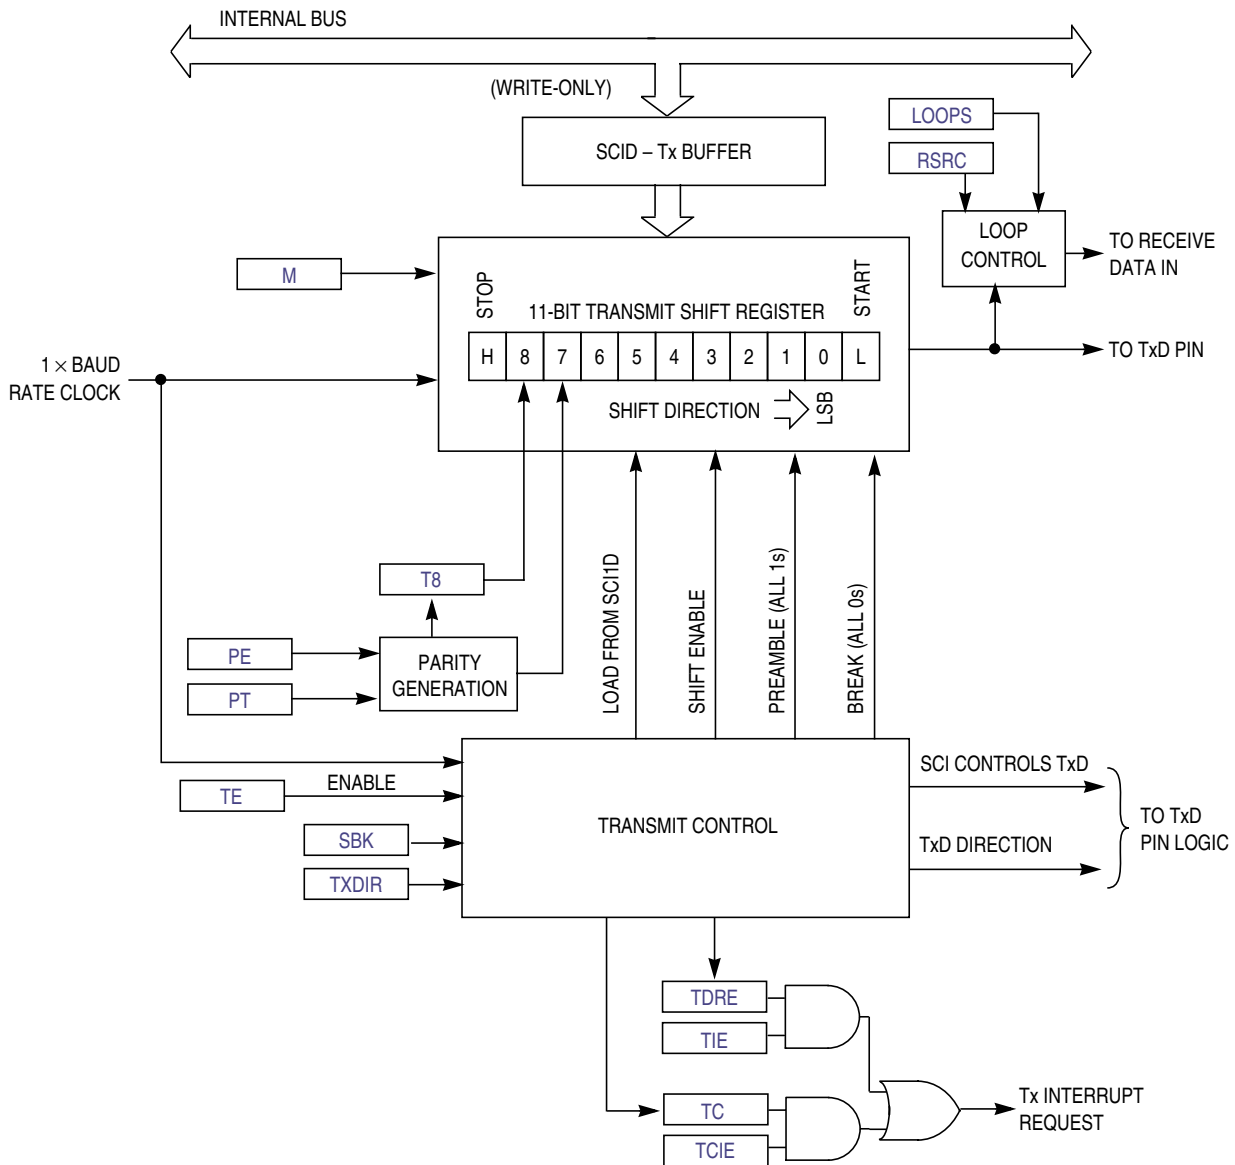 INTERNAL BUS
(WRITE-ONLY)
SCID – Tx BUFFER
LOOPS
RSRC
LOOP
CONTROL
TO RECEIVE
DATA IN
M
STOP
11-BIT TRANSMIT SHIFT REGISTER
START
H 8 7 6 5 4 3 2 1 0 L
TO TxD PIN
1 × BAUD
RATE CLOCK
SHIFT DIRECTION
LSB
T8
PE
PT
PARITY
GENERATION
LOAD FROM SCI1D
SHIFT ENABLE
PREAMBLE (ALL 1s)
BREAK (ALL 0s)
TE
ENABLE
SBK
TXDIR
TRANSMIT CONTROL
SCI CONTROLS TxD
TxD DIRECTION
TO TxD
PIN LOGIC
TDRE
TIE
TC
TCIE
Tx INTERRUPT
REQUEST